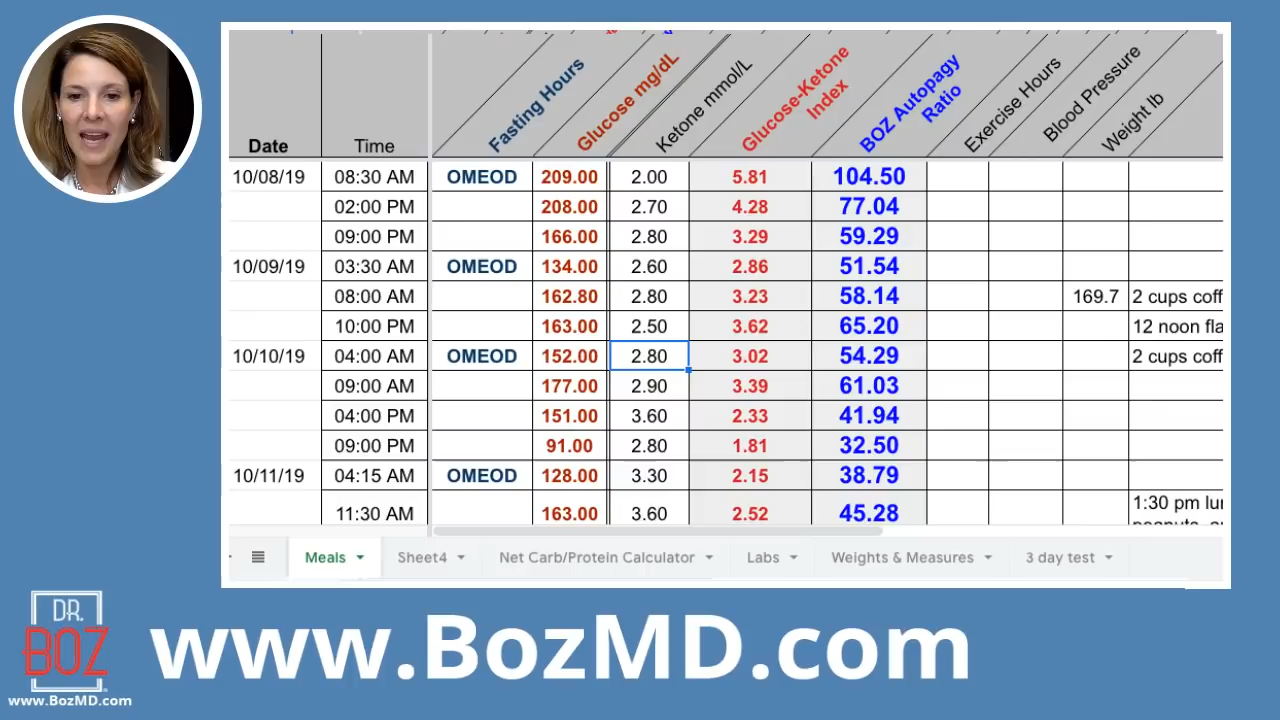 Date Time Fasting Hours Glucose mg/dL Ketone mmol/L Glucose-Ketone Index BOZ Autopagy Ratio Exercise Hours Blood Pressure Weight lb
10/08/19 08:30 AM OMEOD 209.00 2.00 5.81 104.50
02:00 PM 208.00 2.70 4.28 77.04
09:00 PM 166.00 2.80 3.29 59.29
10/09/19 03:30 AM OMEOD 134.00 2.60 2.86 51.54
08:00 AM 162.80 2.80 3.23 58.14 169.7 2 cups coff
10:00 PM 163.00 2.50 3.62 65.20 12 noon fla
10/10/19 04:00 AM OMEOD 152.00 2.80 3.02 54.29 2 cups coff
09:00 AM 177.00 2.90 3.39 61.03
04:00 PM 151.00 3.60 2.33 41.94
09:00 PM 91.00 2.80 1.81 32.50
10/11/19 04:15 AM OMEOD 128.00 3.30 2.15 38.79
11:30 AM 163.00 3.60 2.52 45.28 1:30 pm lun
Meals Sheet4 Net Carb/Protein Calculator Labs Weights & Measures 3 day test
DR.
BOZ
www.BozMD.com
www.BozMD.com